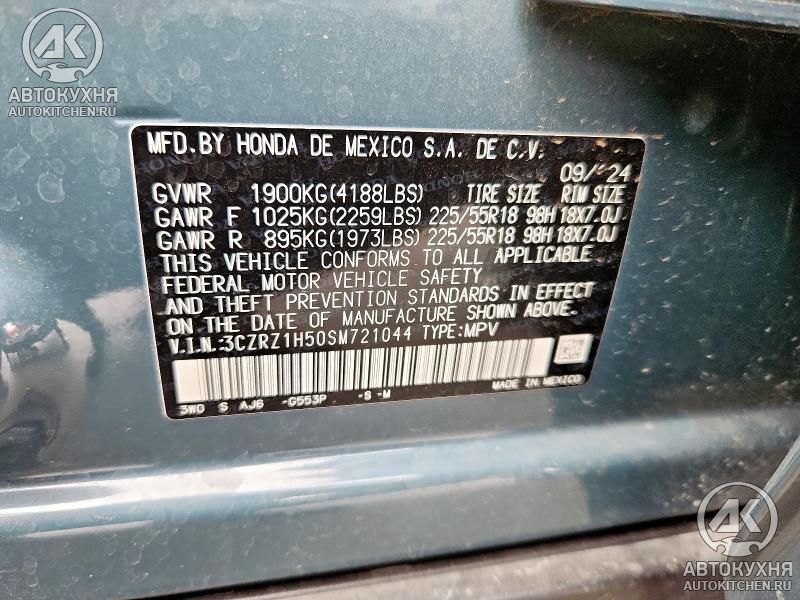 AK
АВТОКУХНЯ
AUTOKITCHEN.RU
MFD.BY HONDA DE MEXICO S.A. DE C.V.
09/ 24
GVWR 1900KG(4188LBS) TIRE SIZE RIM SIZE
GAWR F 1025KG(2259LBS) 225/55R18 98H 18X7.0J
GAWR R 895KG(1973LBS) 225/55R18 98H 18X7.0J
THIS VEHICLE CONFORMS TO ALL APPLICABLE
FEDERAL MOTOR VEHICLE SAFETY
AND THEFT PREVENTION STANDARDS IN EFFECT
ON THE DATE OF MANUFACTURE SHOWN ABOVE.
V.I.N.:3CZRZ1H50SM721044 TYPE:MPV
MADE IN MEXICO
3W0 S AJ6 -G553P -S -M
AK
АВТОКУХНЯ
AUTOKITCHEN.RU